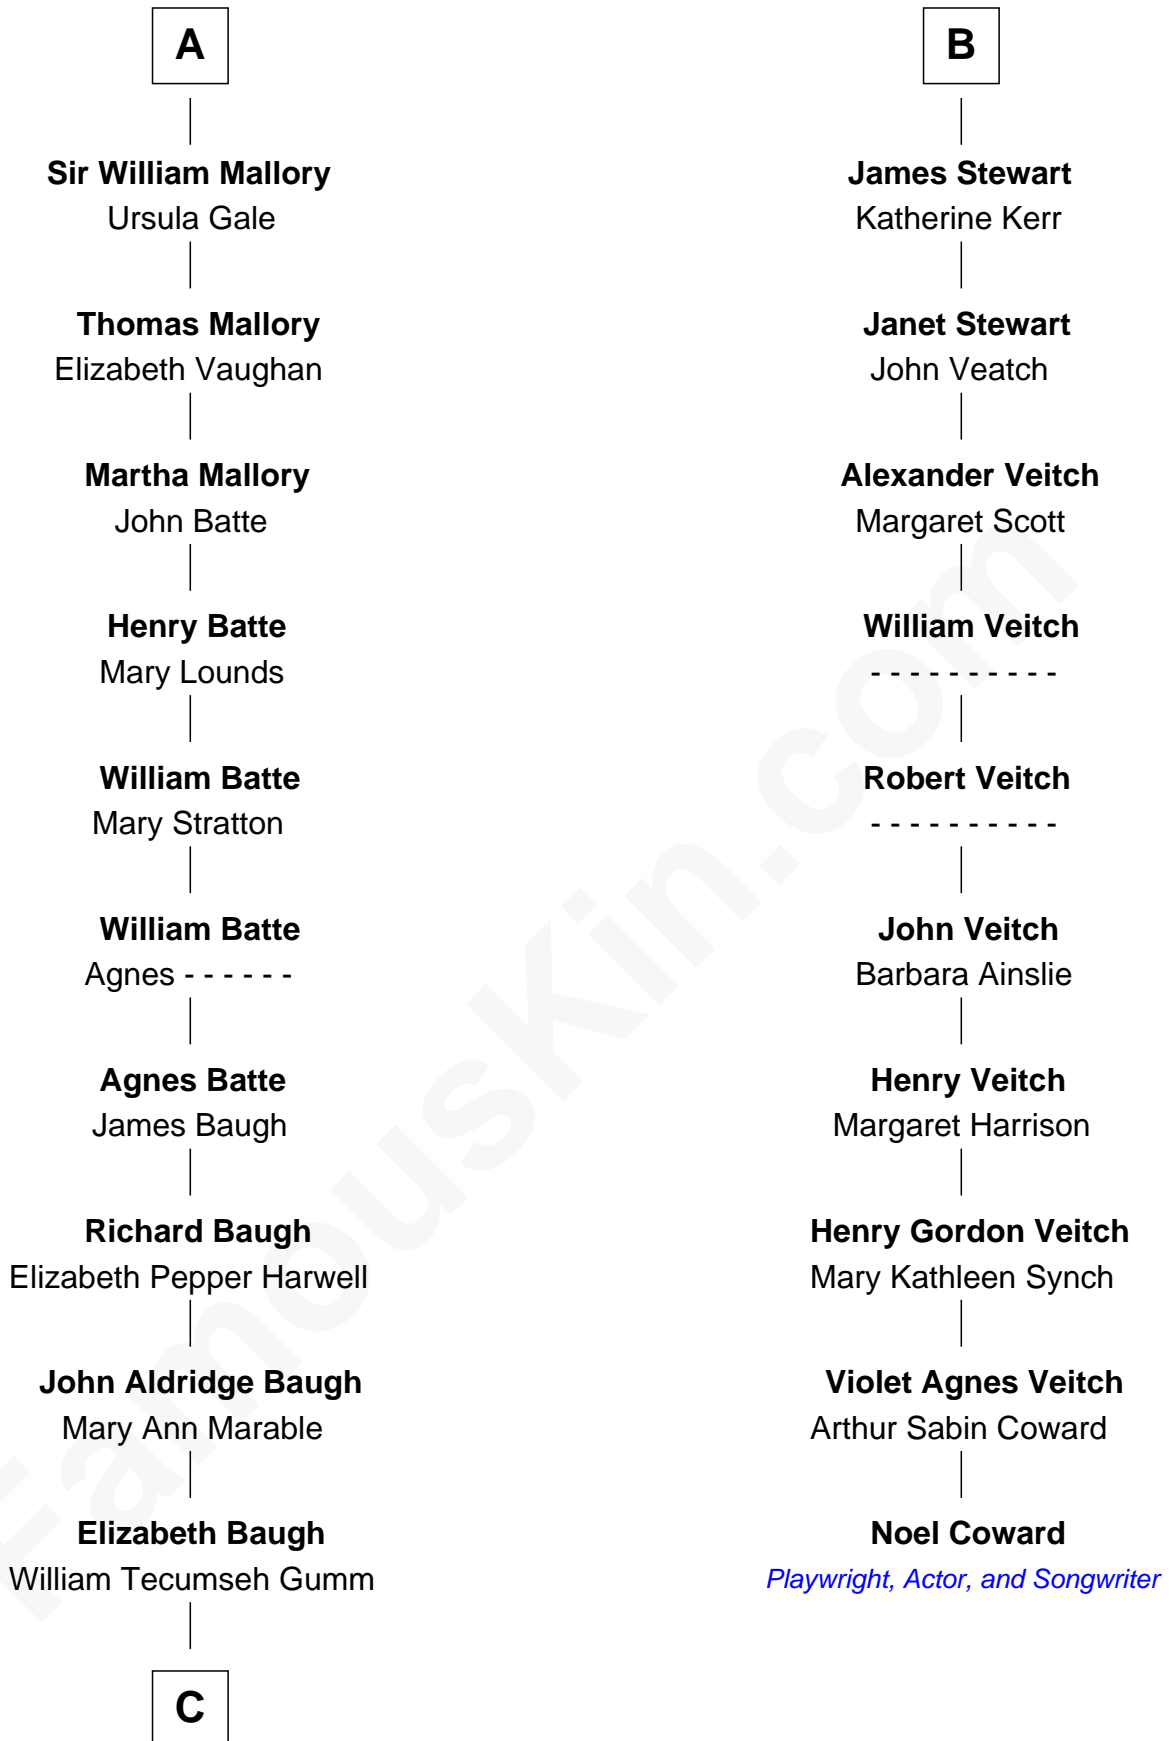 A
Sir William Mallory
Ursula Gale
Thomas Mallory
Elizabeth Vaughan
Martha Mallory
John Batte
Henry Batte
Mary Lounds
William Batte
Mary Stratton
William Batte
Agnes - - - - - -
Agnes Batte
James Baugh
Richard Baugh
Elizabeth Pepper Harwell
John Aldridge Baugh
Mary Ann Marable
Elizabeth Baugh
William Tecumseh Gumm
C
B
James Stewart
Katherine Kerr
Janet Stewart
John Veatch
Alexander Veitch
Margaret Scott
William Veitch
- - - - - - - - - -
Robert Veitch
- - - - - - - - - -
John Veitch
Barbara Ainslie
Henry Veitch
Margaret Harrison
Henry Gordon Veitch
Mary Kathleen Synch
Violet Agnes Veitch
Arthur Sabin Coward
Noel Coward
Playwright, Actor, and Songwriter
FamousKin.com